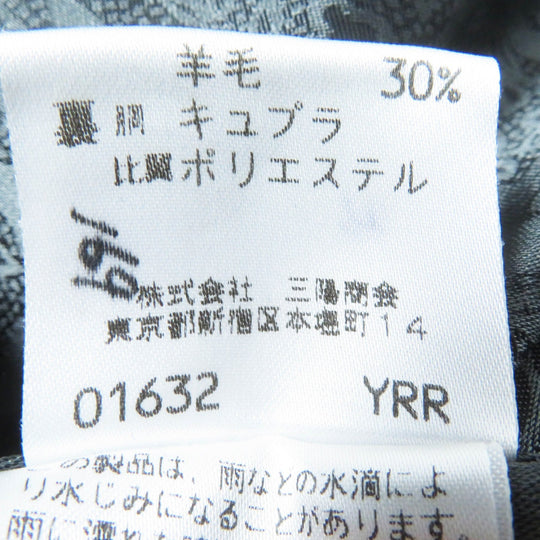 羊毛 30%
裏 胴 キュプラ
比翼ポリエステル
169
株式会社 三陽商会
東京都新宿区本塩町14
01632 YRR
の製品は、雨などの水滴によ
り水じみになることがあります。